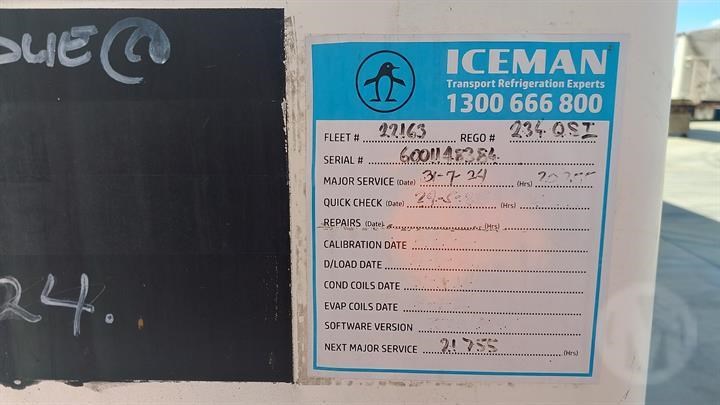 DUE @
24.
ICEMAN
Transport Refrigeration Experts
1300 666 800
FLEET # 22163 REGO # 234 QSI
SERIAL # 6001148384
MAJOR SERVICE (Date) 31-7-24 (Hrs)
QUICK CHECK (Date) (Hrs)
REPAIRS (Date) (Hrs)
CALIBRATION DATE
D/LOAD DATE
COND COILS DATE
EVAP COILS DATE
SOFTWARE VERSION
NEXT MAJOR SERVICE 21755 (Hrs)